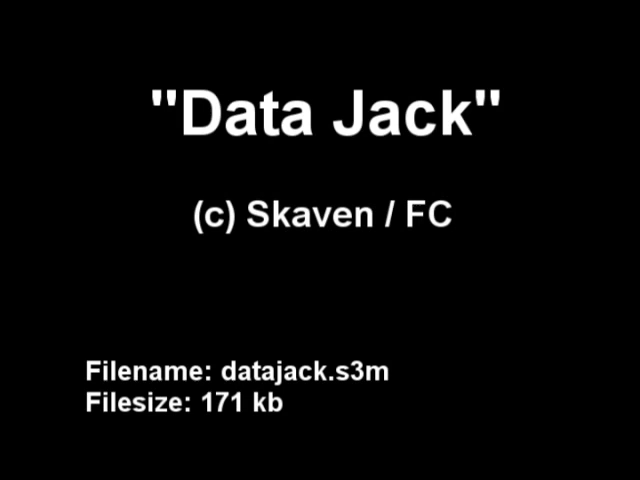 "Data Jack"
(c) Skaven / FC
Filename: datajack.s3m
Filesize: 171 kb